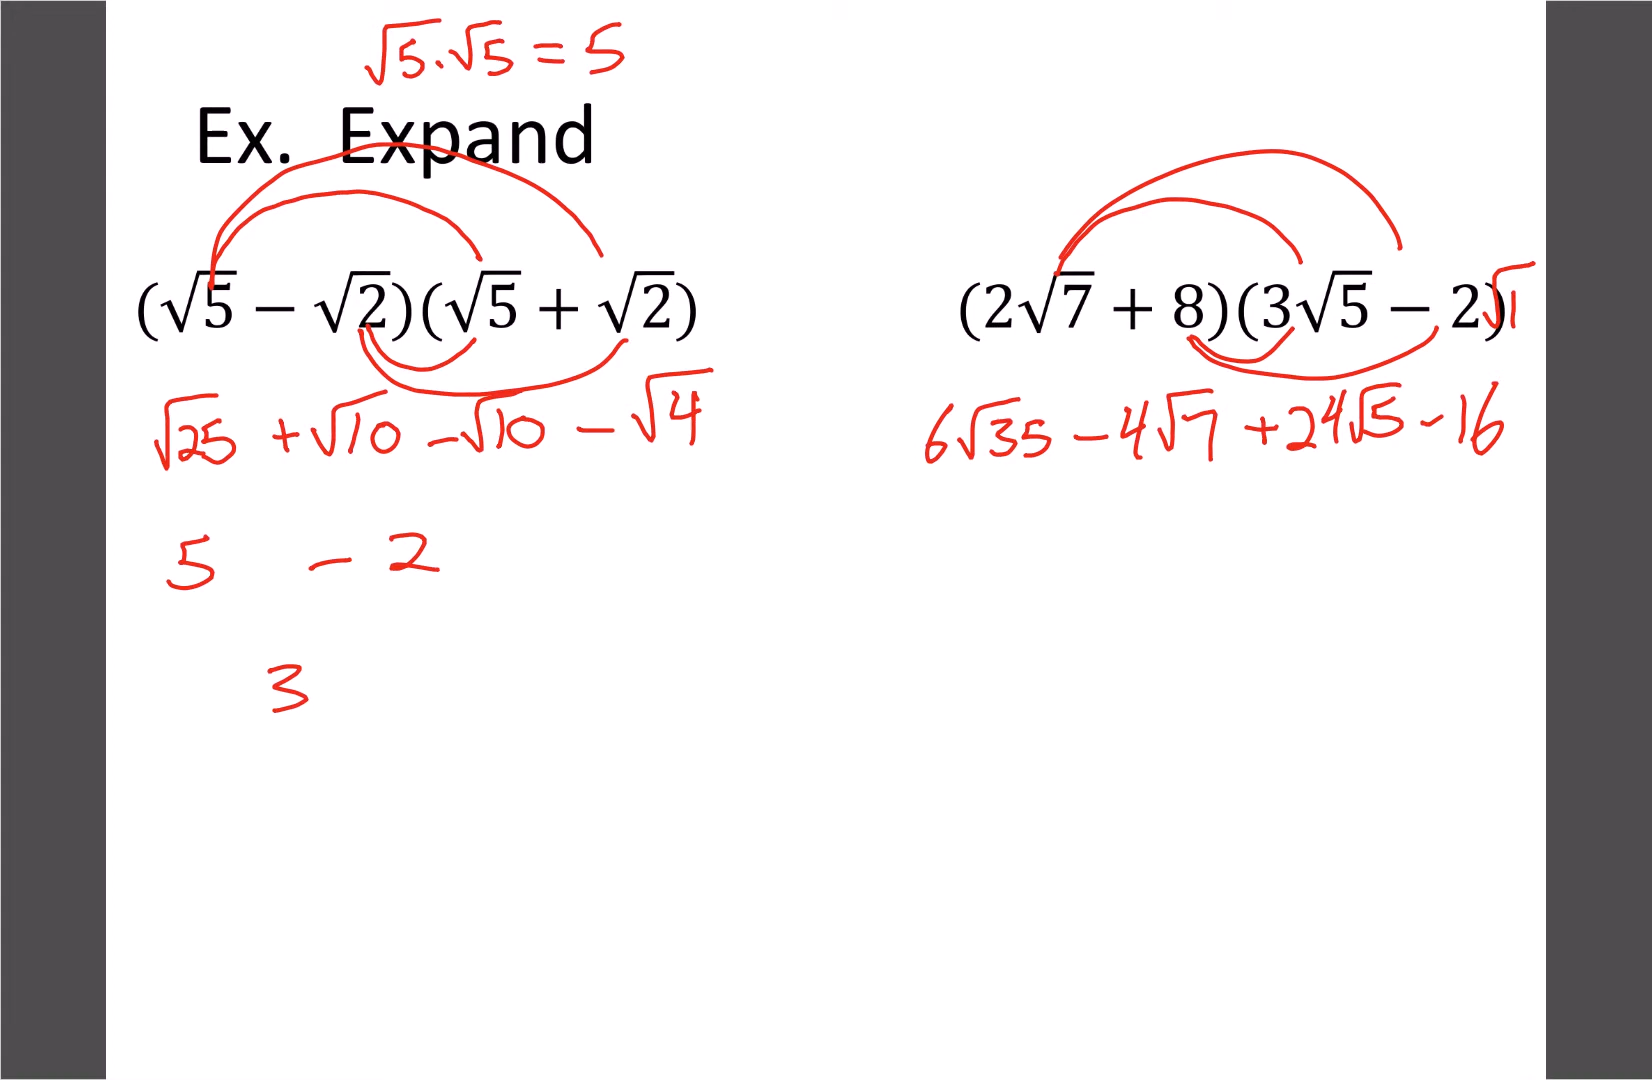 √5·√5 = 5
Ex. Expand
(√5 − √2)(√5 + √2)
√25 + √10 − √10 − √4
5 − 2
3
(2√7 + 8)(3√5 − 2)√1
6√35 − 4√7 + 24√5 − 16